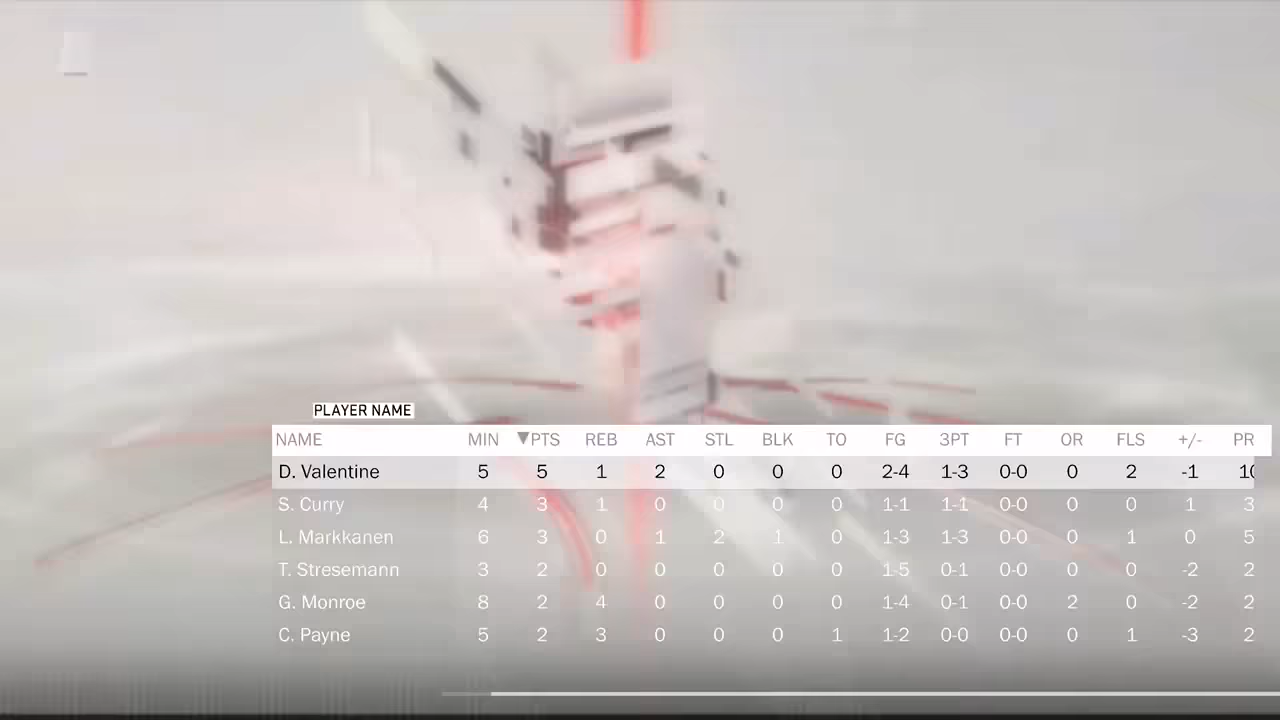 PLAYER NAME
NAME MIN ▼PTS REB AST STL BLK TO FG 3PT FT OR FLS +/- PR
D. Valentine 5 5 1 2 0 0 0 2-4 1-3 0-0 0 2 -1 10
S. Curry 4 3 1 0 0 0 0 1-1 1-1 0-0 0 0 1 3
L. Markkanen 6 3 0 1 2 1 0 1-3 1-3 0-0 0 1 0 5
T. Stresemann 3 2 0 0 0 0 0 1-5 0-1 0-0 0 0 -2 2
G. Monroe 8 2 4 0 0 0 0 1-4 0-1 0-0 2 0 -2 2
C. Payne 5 2 3 0 0 0 1 1-2 0-0 0-0 0 1 -3 2